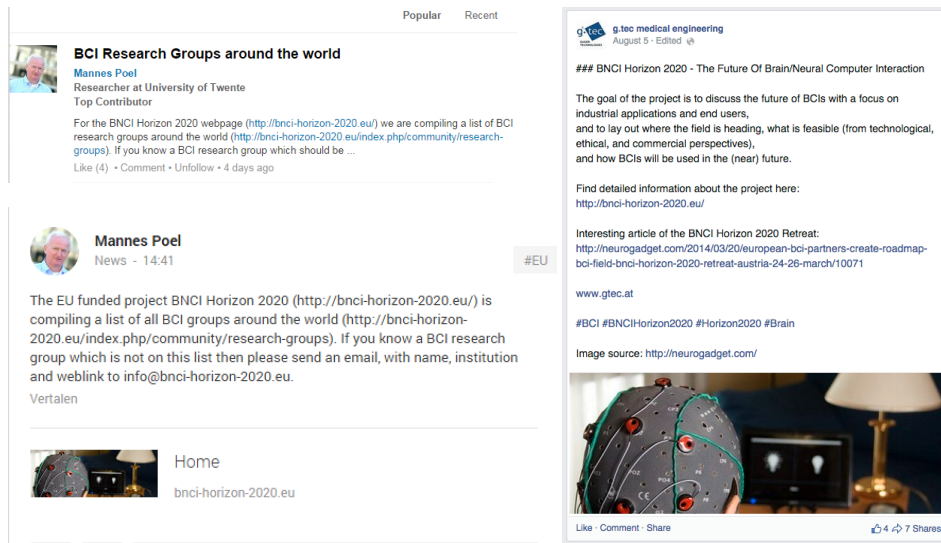 Popular Recent
BCI Research Groups around the world
Mannes Poel
Researcher at University of Twente
Top Contributor
For the BNCI Horizon 2020 webpage (http://bnci-horizon-2020.eu/) we are compiling a list of BCI
research groups around the world (http://bnci-horizon-2020.eu/index.php/community/research-
groups). If you know a BCI research group which should be ...
Like (4) • Comment • Unfollow • 4 days ago
Mannes Poel
News - 14:41
#EU
The EU funded project BNCI Horizon 2020 (http://bnci-horizon-2020.eu/) is
compiling a list of all BCI groups around the world (http://bnci-horizon-
2020.eu/index.php/community/research-groups). If you know a BCI research
group which is not on this list then please send an email, with name, institution
and weblink to info@bnci-horizon-2020.eu.
Vertalen
Home
bnci-horizon-2020.eu
g.tec
g.tec medical engineering
August 5 · Edited
### BNCI Horizon 2020 - The Future Of Brain/Neural Computer Interaction
The goal of the project is to discuss the future of BCIs with a focus on
industrial applications and end users,
and to lay out where the field is heading, what is feasible (from technological,
ethical, and commercial perspectives),
and how BCIs will be used in the (near) future.
Find detailed information about the project here:
http://bnci-horizon-2020.eu/
Interesting article of the BNCI Horizon 2020 Retreat:
http://neurogadget.com/2014/03/20/european-bci-partners-create-roadmap-
bci-field-bnci-horizon-2020-retreat-austria-24-26-march/10071
www.gtec.at
#BCI #BNCIHorizon2020 #Horizon2020 #Brain
Image source: http://neurogadget.com/
Like · Comment · Share
4 7 Shares